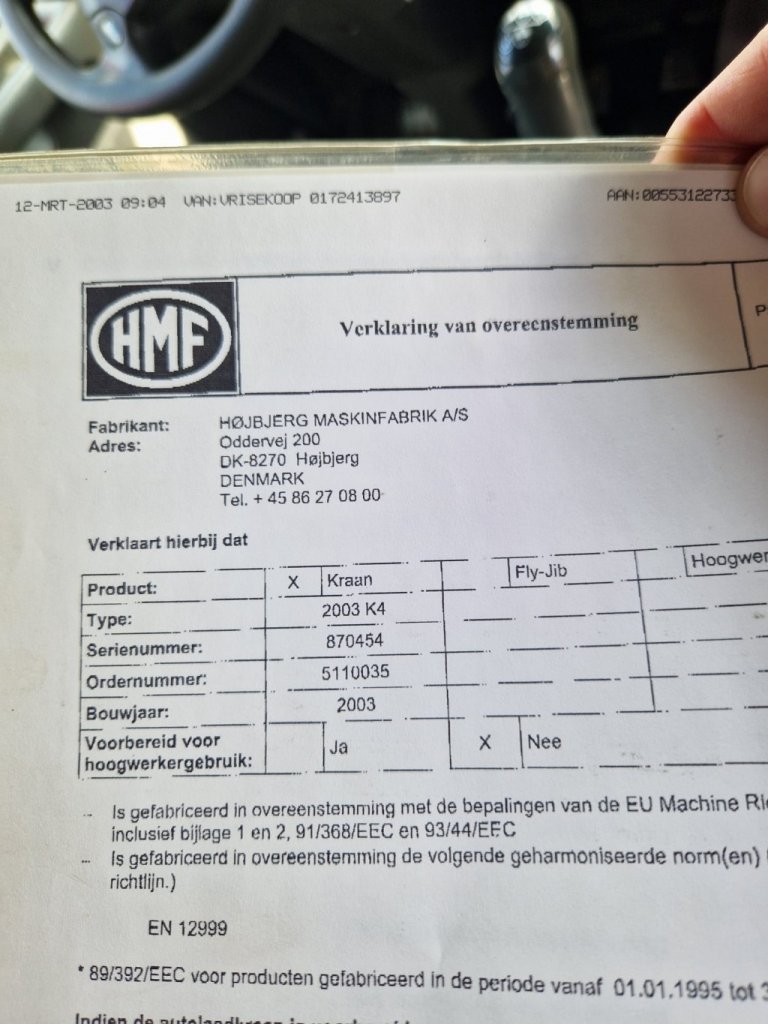 12-MRT-2003 09:04 VAN:VRISEKOOP 0172413897 AAN:0055312273
HMF
Verklaring van overeenstemming
Fabrikant: HØJBJERG MASKINFABRIK A/S
Adres: Oddervej 200
DK-8270 Højbjerg
DENMARK
Tel. + 45 86 27 08 00
Verklaart hierbij dat
Product: X Kraan Fly-Jib Hoogwer
Type: 2003 K4
Serienummer: 870454
Ordernummer: 5110035
Bouwjaar: 2003
Voorbereid voor
hoogwerkergebruik: Ja X Nee
- Is gefabriceerd in overeenstemming met de bepalingen van de EU Machine
inclusief bijlage 1 en 2, 91/368/EEC en 93/44/EEC
- Is gefabriceerd in overeenstemming de volgende geharmoniseerde norm(en)
richtlijn.)
EN 12999
* 89/392/EEC voor producten gefabriceerd in de periode vanaf 01.01.1995 tot
Indien de